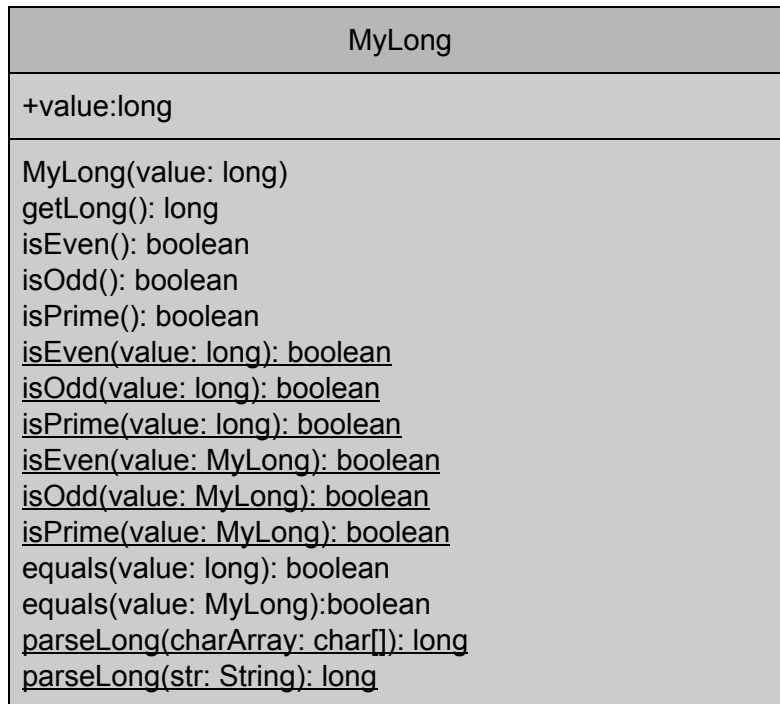 MyLong
+value:long
MyLong(value: long)
getLong(): long
isEven(): boolean
isOdd(): boolean
isPrime(): boolean
isEven(value: long): boolean
isOdd(value: long): boolean
isPrime(value: long): boolean
isEven(value: MyLong): boolean
isOdd(value: MyLong): boolean
isPrime(value: MyLong): boolean
equals(value: long): boolean
equals(value: MyLong):boolean
parseLong(charArray: char[]): long
parseLong(str: String): long